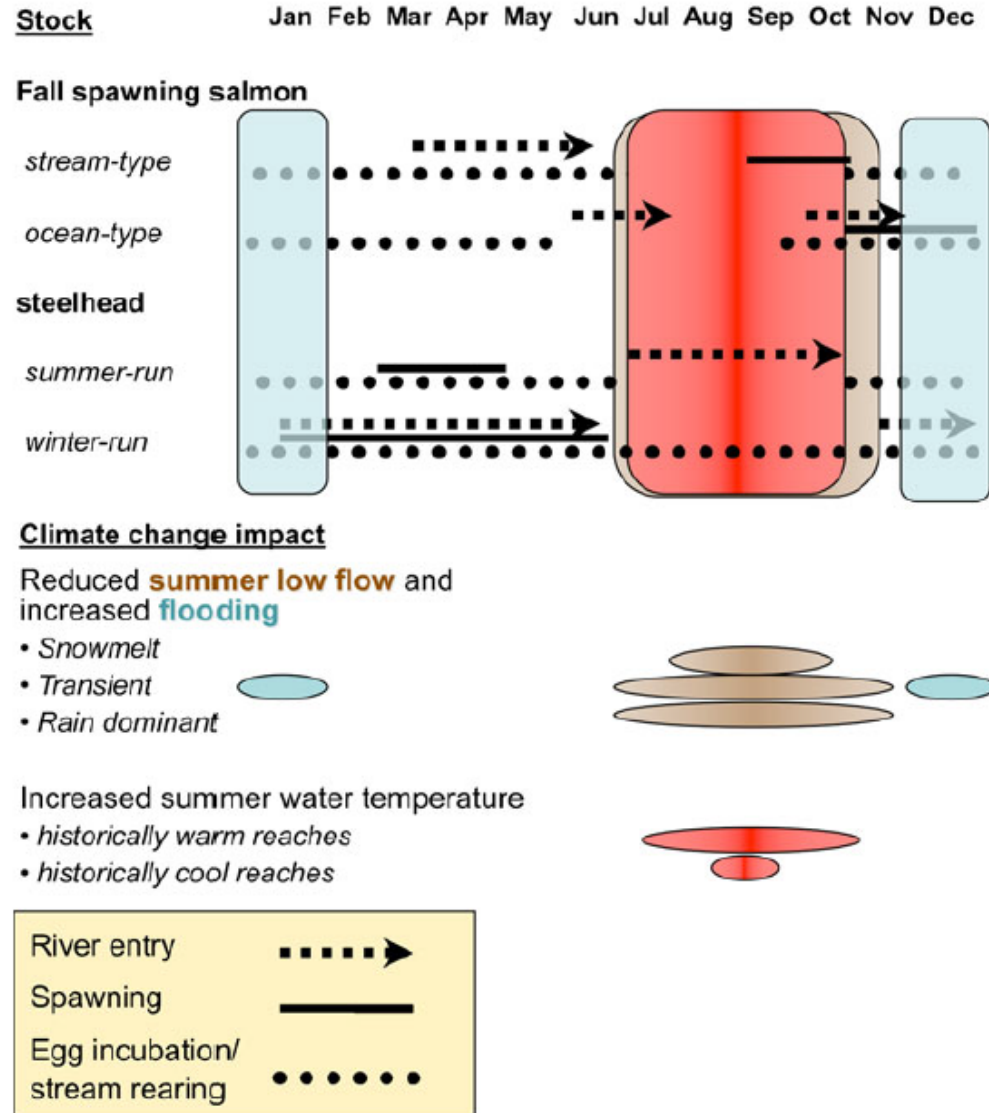 Stock Jan Feb Mar Apr May Jun Jul Aug Sep Oct Nov Dec
Fall spawning salmon
stream-type
ocean-type
steelhead
summer-run
winter-run
Climate change impact
Reduced summer low flow and
increased flooding
• Snowmelt
• Transient
• Rain dominant
Increased summer water temperature
• historically warm reaches
• historically cool reaches
River entry
Spawning
Egg incubation/
stream rearing